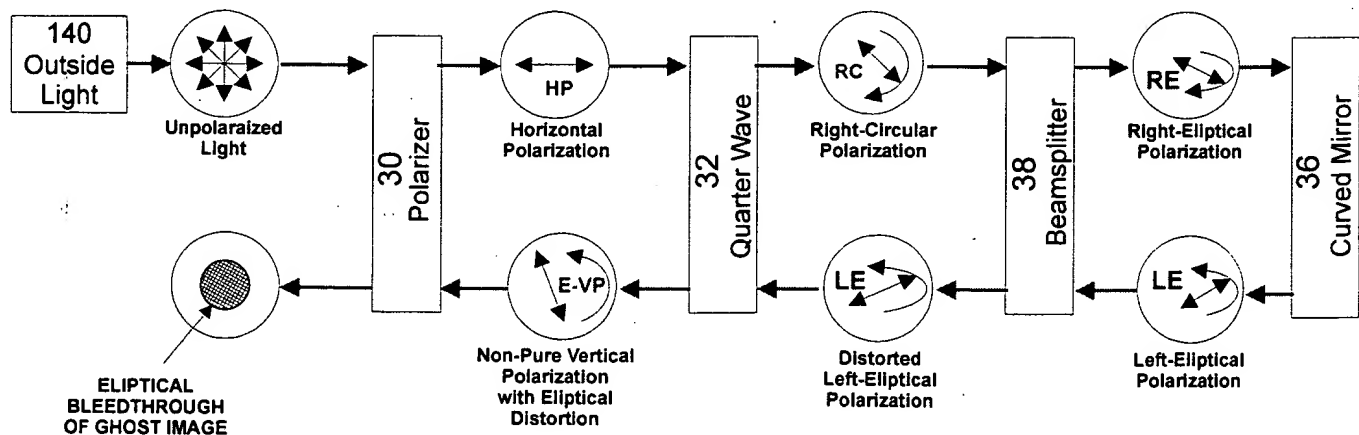 140
Outside
Light
Unpolaraized
Light
30
Polarizer
HP
Horizontal
Polarization
32
Quarter Wave
RC
Right-Circular
Polarization
38
Beamsplitter
RE
Right-Eliptical
Polarization
36
Curved Mirror
ELIPTICAL
BLEEDTHROUGH
OF GHOST IMAGE
E-VP
Non-Pure Vertical
Polarization
with Eliptical
Distortion
LE
Distorted
Left-Eliptical
Polarization
LE
Left-Eliptical
Polarization